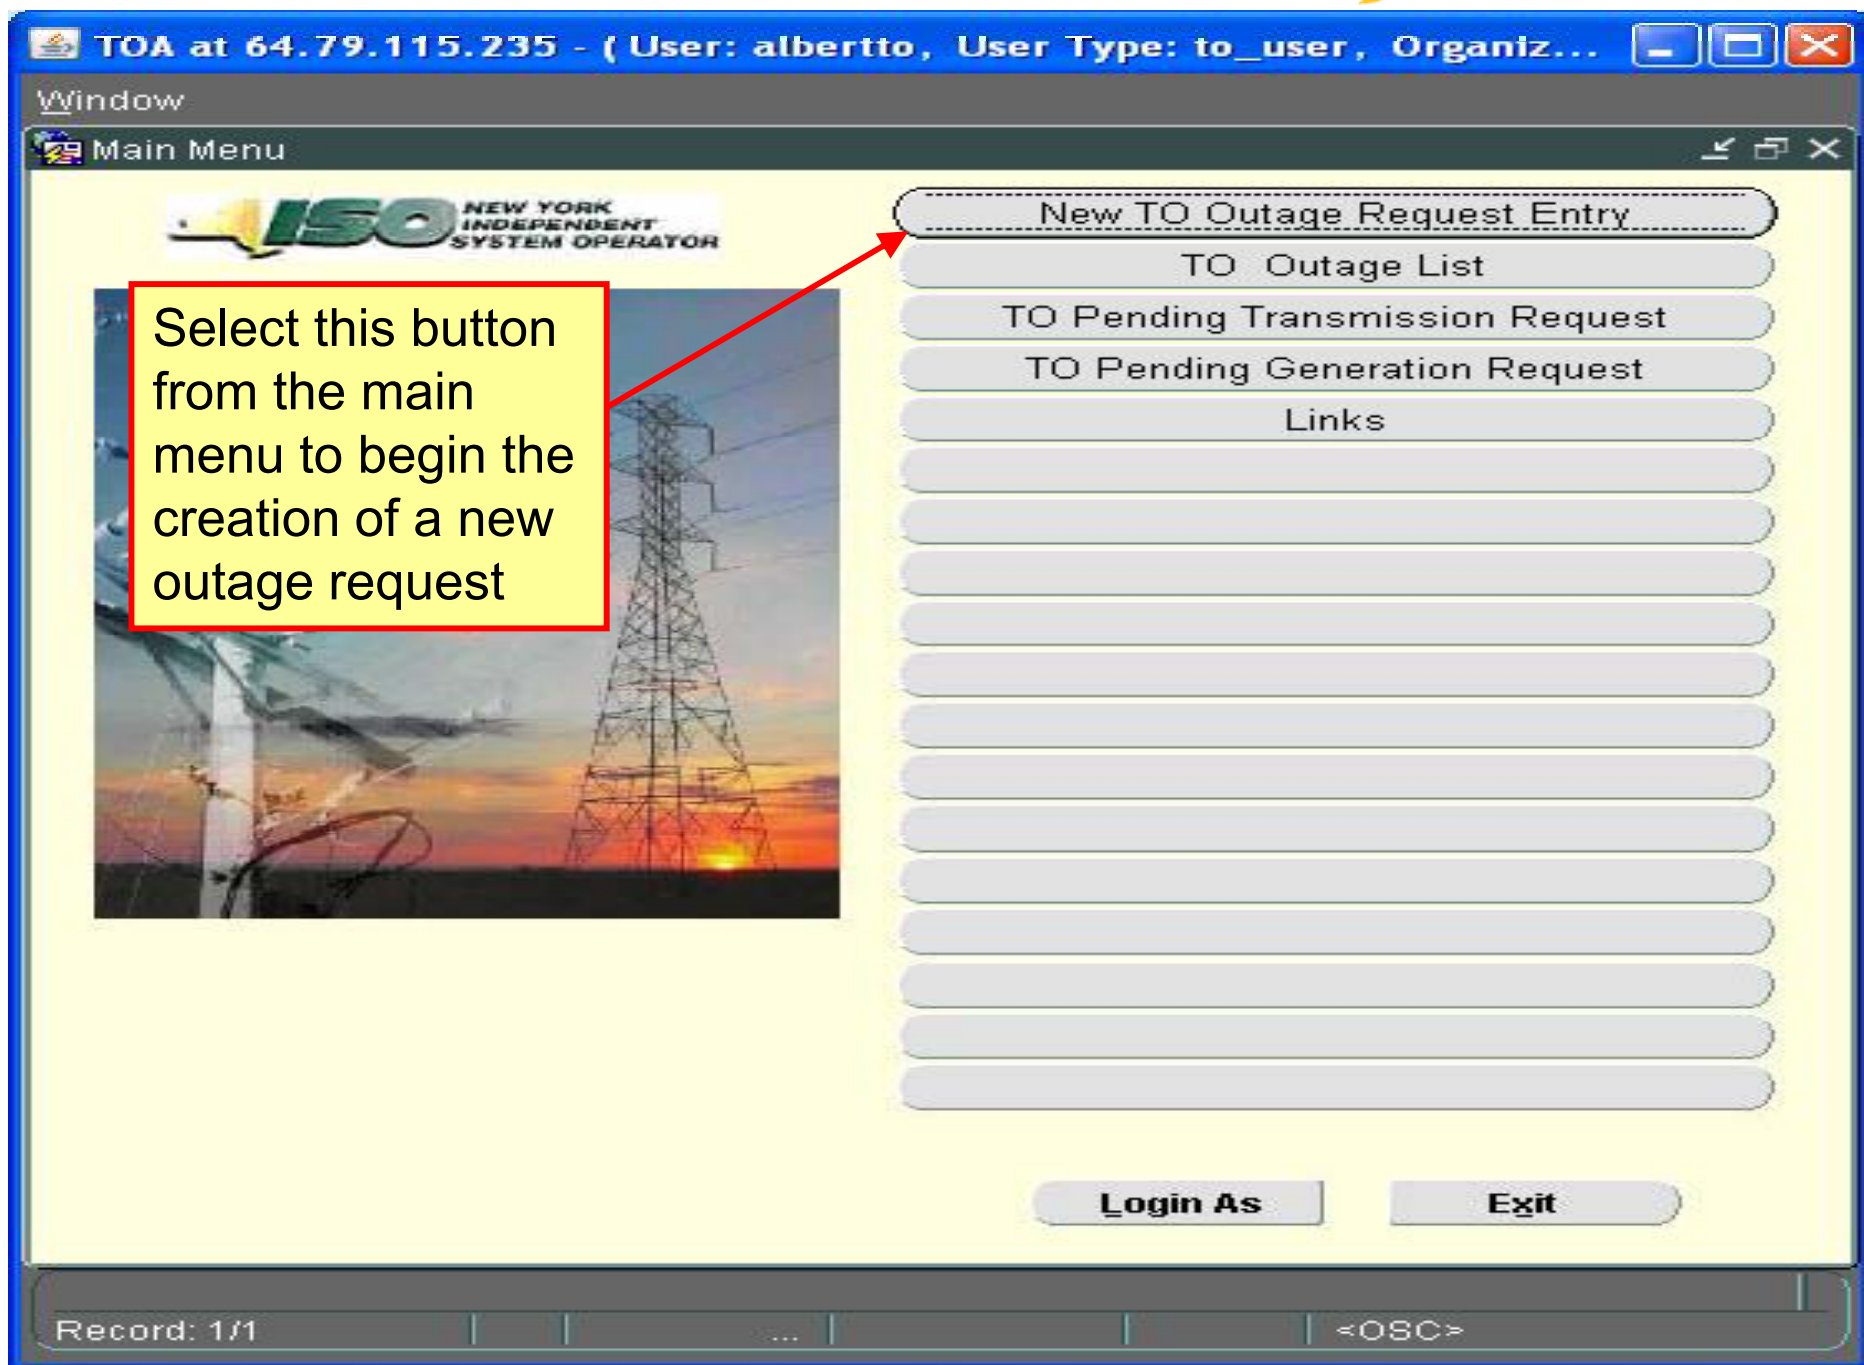 TOA at 64.79.115.235 - ( User: albertto, User Type: to_user, Organiz...
Window
Main Menu
ISO NEW YORK
INDEPENDENT
SYSTEM OPERATOR
New TO Outage Request Entry
TO Outage List
TO Pending Transmission Request
TO Pending Generation Request
Links
Select this button
from the main
menu to begin the
creation of a new
outage request
Login As
Exit
Record: 1/1
...
<OSC>